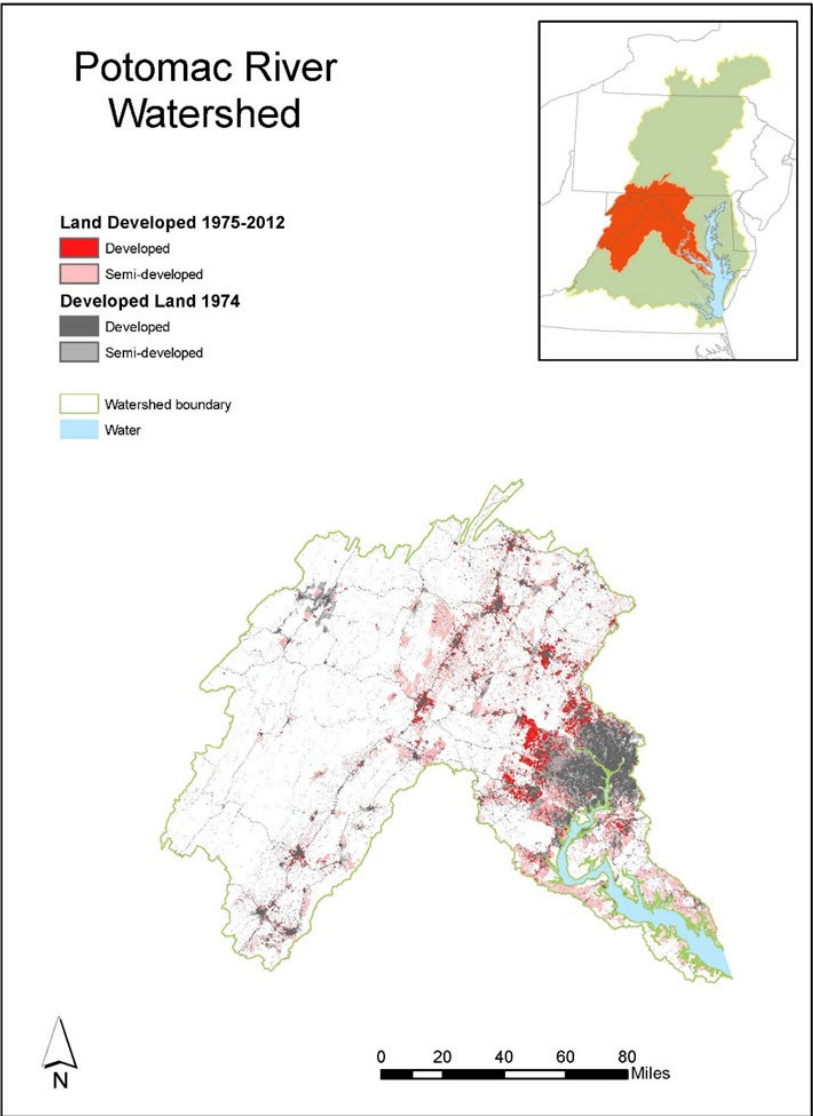 Potomac River
Watershed
Land Developed 1975-2012
Developed
Semi-developed
Developed Land 1974
Developed
Semi-developed
Watershed boundary
Water
N
0 20 40 60 80
Miles